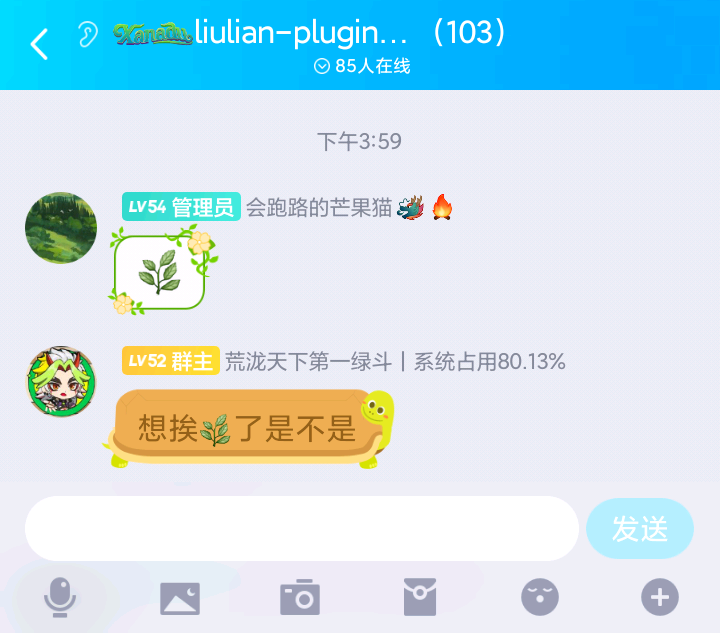 Xanadu liulian-plugin... （103）
85人在线
下午3:59
LV54 管理员 会跑路的芒果猫🐲🔥
🌿
LV52 群主 荒泷天下第一绿斗 | 系统占用80.13%
想挨🌿了是不是
发送